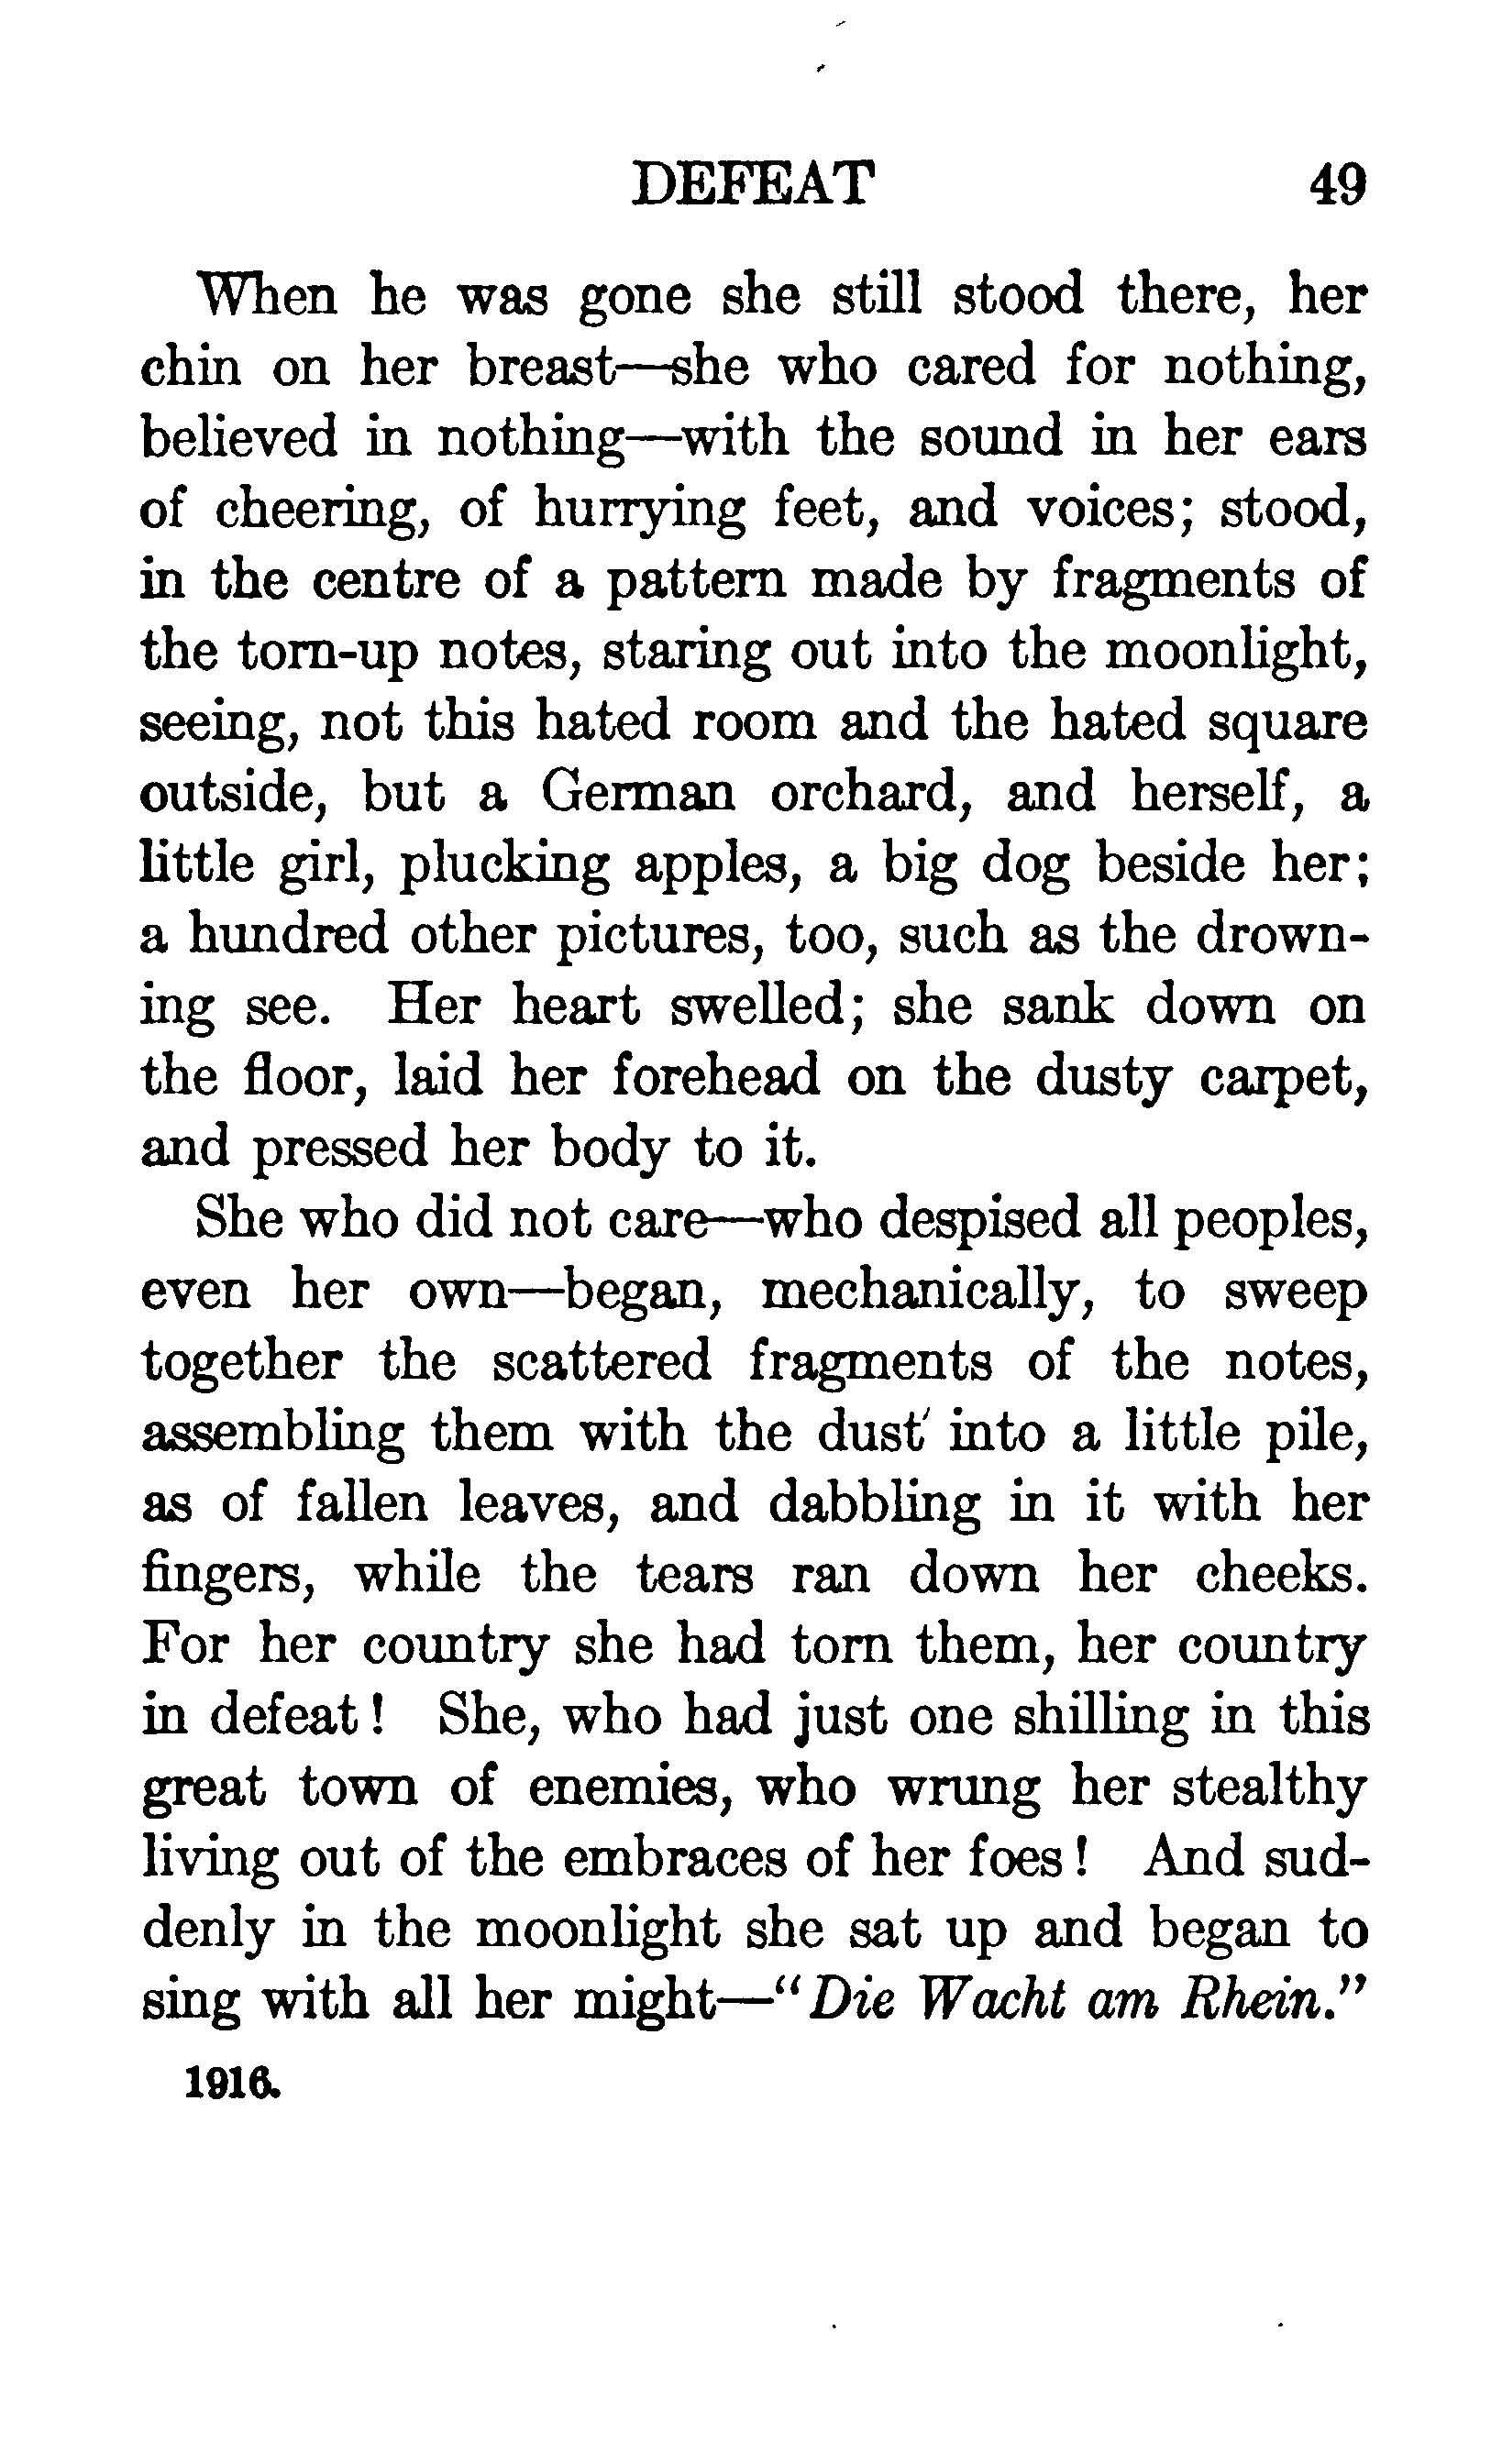 DEFEAT 49
When he was gone she still stood there, her
chin on her breast—she who cared for nothing,
believed in nothing—with the sound in her ears
of cheering, of hurrying feet, and voices; stood,
in the centre of a pattern made by fragments of
the torn-up notes, staring out into the moonlight,
seeing, not this hated room and the hated square
outside, but a German orchard, and herself, a
little girl, plucking apples, a big dog beside her;
a hundred other pictures, too, such as the drown-
ing see. Her heart swelled; she sank down on
the floor, laid her forehead on the dusty carpet,
and pressed her body to it.
She who did not care—who despised all peoples,
even her own—began, mechanically, to sweep
together the scattered fragments of the notes,
assembling them with the dust into a little pile,
as of fallen leaves, and dabbling in it with her
fingers, while the tears ran down her cheeks.
For her country she had torn them, her country
in defeat! She, who had just one shilling in this
great town of enemies, who wrung her stealthy
living out of the embraces of her foes! And sud-
denly in the moonlight she sat up and began to
sing with all her might—"Die Wacht am Rhein."
1916.